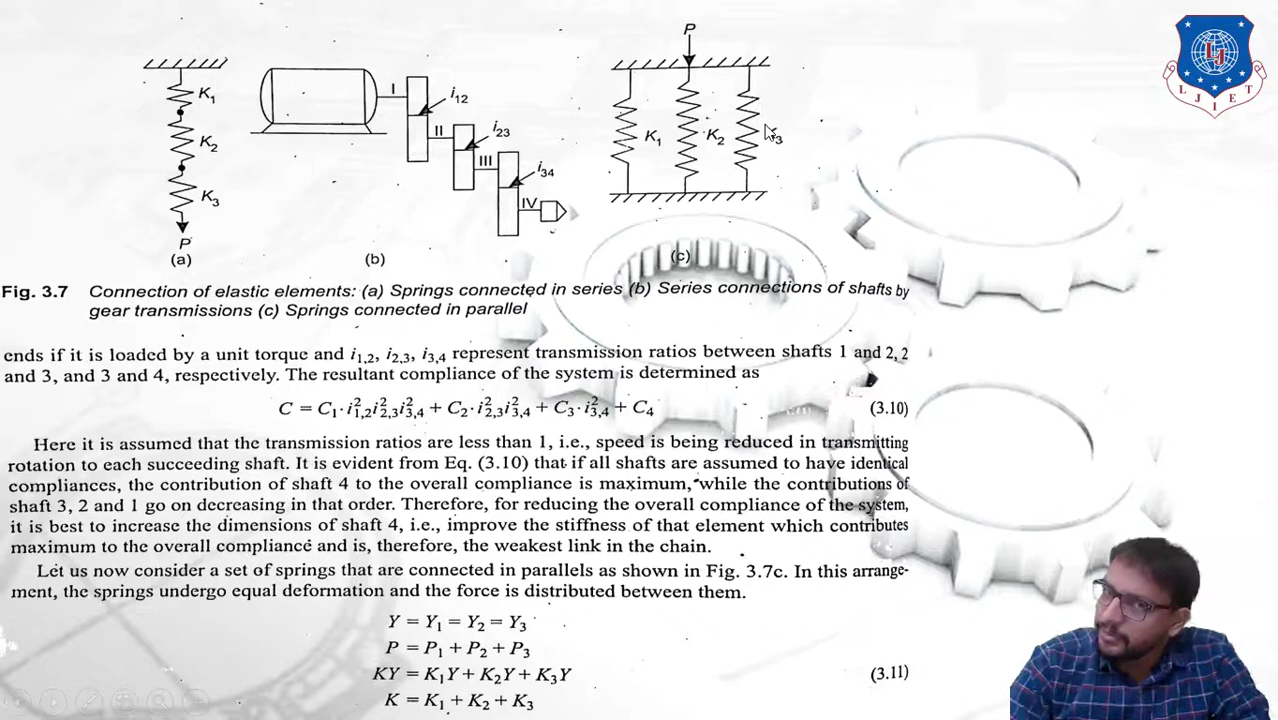 P
K1
K2
K3
P
(a)
I
i12
II
i23
III
i34
IV
(b)
K1
K2
3
(c)
LJ
LJIET
Fig. 3.7 Connection of elastic elements: (a) Springs connected in series (b) Series connections of shafts by
gear transmissions (c) Springs connected in parallel
ends if it is loaded by a unit torque and i1,2, i2,3, i3,4 represent transmission ratios between shafts 1 and 2, 2
and 3, and 3 and 4, respectively. The resultant compliance of the system is determined as
C = C1·i²1,2i²2,3i²3,4 + C2·i²2,3i²3,4 + C3·i²3,4 + C4 (3.10)
Here it is assumed that the transmission ratios are less than 1, i.e., speed is being reduced in transmitting
rotation to each succeeding shaft. It is evident from Eq. (3.10) that if all shafts are assumed to have identical
compliances, the contribution of shaft 4 to the overall compliance is maximum, while the contributions of
shaft 3, 2 and 1 go on decreasing in that order. Therefore, for reducing the overall compliance of the system,
it is best to increase the dimensions of shaft 4, i.e., improve the stiffness of that element which contributes
maximum to the overall compliance and is, therefore, the weakest link in the chain.
Let us now consider a set of springs that are connected in parallels as shown in Fig. 3.7c. In this arrange-
ment, the springs undergo equal deformation and the force is distributed between them.
Y = Y1 = Y2 = Y3
P = P1 + P2 + P3
KY = K1Y + K2Y + K3Y (3.11)
K = K1 + K2 + K3